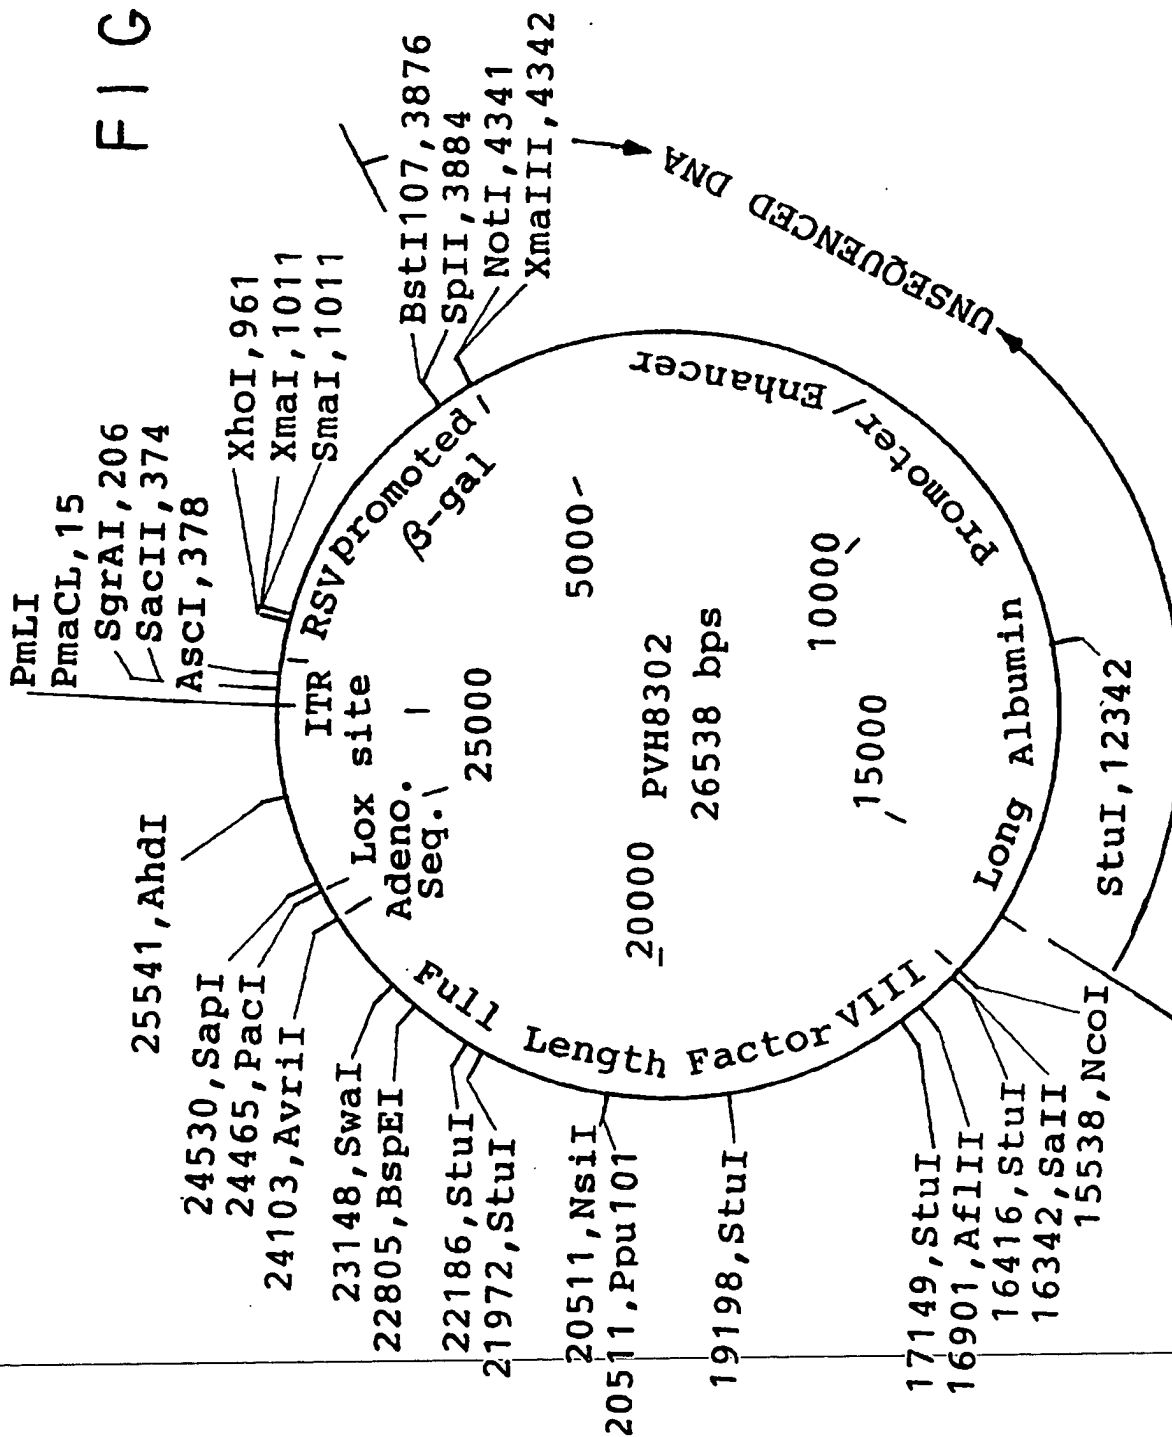 FIG
PmLI
PmaCL,15
SgrAI,206
SacII,374
AscI,378
XhoI,961
XmaI,1011
SmaI,1011
BstI107,3876
SpII,3884
NotI,4341
XmaIII,4342
UNSEQUENCED DNA
StuI,12342
15538,NcoI
16342,SalI
16416,StuI
16901,AflII
17149,StuI
19198,StuI
20511,Ppu101
20511,NsiI
21972,StuI
22186,StuI
22805,BspEI
23148,SwaI
24103,AvriI
24465,PacI
24530,SapI
25541,AhdI
ITR
RSVpromoted
β-gal
Promoter/Enhancer
Long Albumin
Full Length Factor VIII
Adeno.
Seq.
Lox site
5000
10000
15000
20000
25000
PVH8302
26538 bps